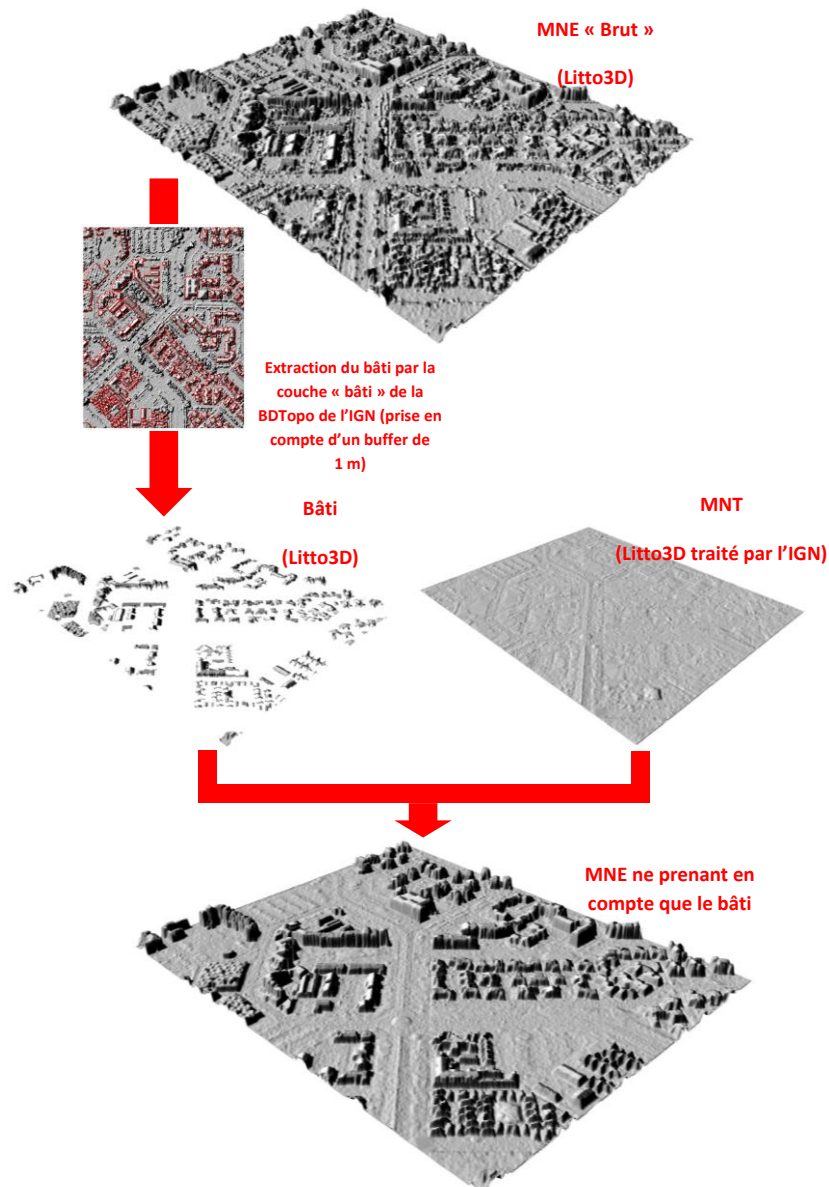 MNE « Brut »
(Litto3D)
Extraction du bâti par la
couche « bâti » de la
BDTopo de l’IGN (prise en
compte d’un buffer de
1 m)
Bâti
(Litto3D)
MNT
(Litto3D traité par l’IGN)
MNE ne prenant en
compte que le bâti